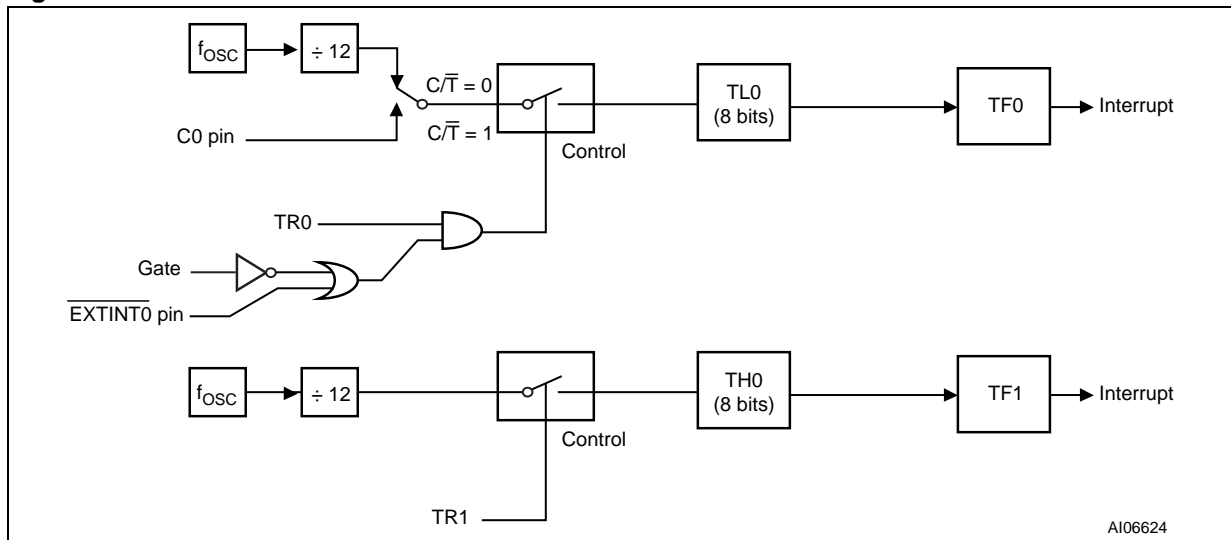 fOSC
÷ 12
C/T̅ = 0
C/T̅ = 1
C0 pin
Control
TL0
(8 bits)
TF0
Interrupt
TR0
Gate
E̅X̅T̅I̅N̅T̅0̅ pin
fOSC
÷ 12
Control
TH0
(8 bits)
TF1
Interrupt
TR1
AI06624